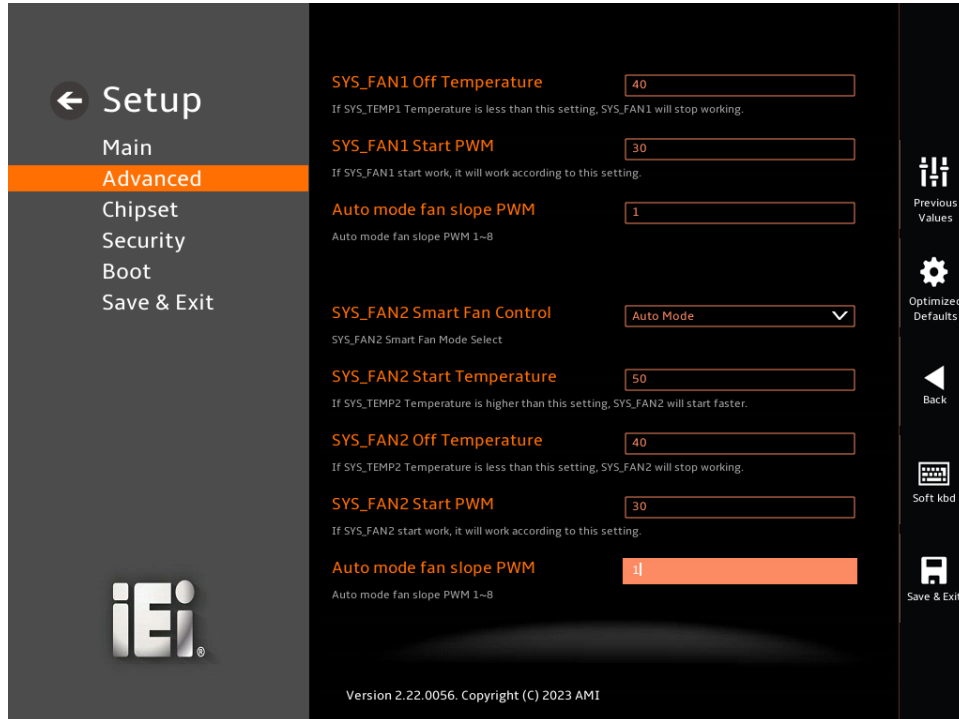 Setup
Main
Advanced
Chipset
Security
Boot
Save & Exit
SYS_FAN1 Off Temperature
40
If SYS_TEMP1 Temperature is less than this setting, SYS_FAN1 will stop working.
SYS_FAN1 Start PWM
30
If SYS_FAN1 start work, it will work according to this setting.
Auto mode fan slope PWM
1
Auto mode fan slope PWM 1~8
SYS_FAN2 Smart Fan Control
Auto Mode
SYS_FAN2 Smart Fan Mode Select
SYS_FAN2 Start Temperature
50
If SYS_TEMP2 Temperature is higher than this setting, SYS_FAN2 will start faster.
SYS_FAN2 Off Temperature
40
If SYS_TEMP2 Temperature is less than this setting, SYS_FAN2 will stop working.
SYS_FAN2 Start PWM
30
If SYS_FAN2 start work, it will work according to this setting.
Auto mode fan slope PWM
1
Auto mode fan slope PWM 1~8
Version 2.22.0056. Copyright (C) 2023 AMI
iEi®
Previous
Values
Optimized
Defaults
Back
Soft kbd
Save & Exit